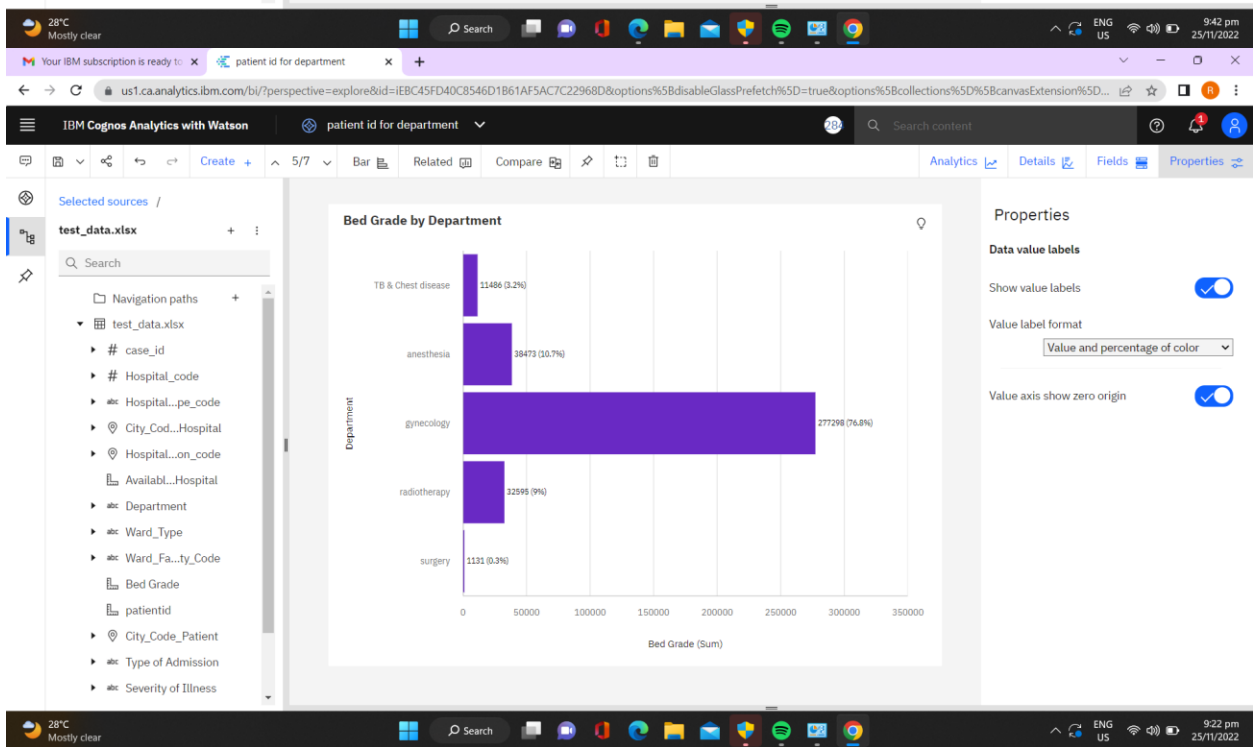 28°C
Mostly clear
Search
ENG
US
9:42 pm
25/11/2022
Your IBM subscription is ready to
patient id for department
us1.ca.analytics.ibm.com/bi/?perspective=explore&id=iEBC45FD40C8546D1B61AF5AC7C22968D&options%5BdisableGlassPrefetch%5D=true&options%5Bcollections%5D%5BcanvasExtension%5D...
R
IBM Cognos Analytics with Watson
patient id for department
284
Search content
1
Create +
5/7
Bar
Related
Compare
Analytics
Details
Fields
Properties
Selected sources /
test_data.xlsx
Search
Navigation paths
test_data.xlsx
# case_id
# Hospital_code
abc Hospital...pe_code
City_Cod...Hospital
Hospital...on_code
Availabl...Hospital
abc Department
abc Ward_Type
abc Ward_Fa...ty_Code
Bed Grade
patientid
City_Code_Patient
abc Type of Admission
abc Severity of Illness
Bed Grade by Department
Department
TB & Chest disease
11486 (3.2%)
anesthesia
38473 (10.7%)
gynecology
277298 (76.8%)
radiotherapy
32595 (9%)
surgery
1131 (0.3%)
0 50000 100000 150000 200000 250000 300000 350000
Bed Grade (Sum)
Properties
Data value labels
Show value labels
Value label format
Value and percentage of color
Value axis show zero origin
28°C
Mostly clear
Search
ENG
US
9:22 pm
25/11/2022